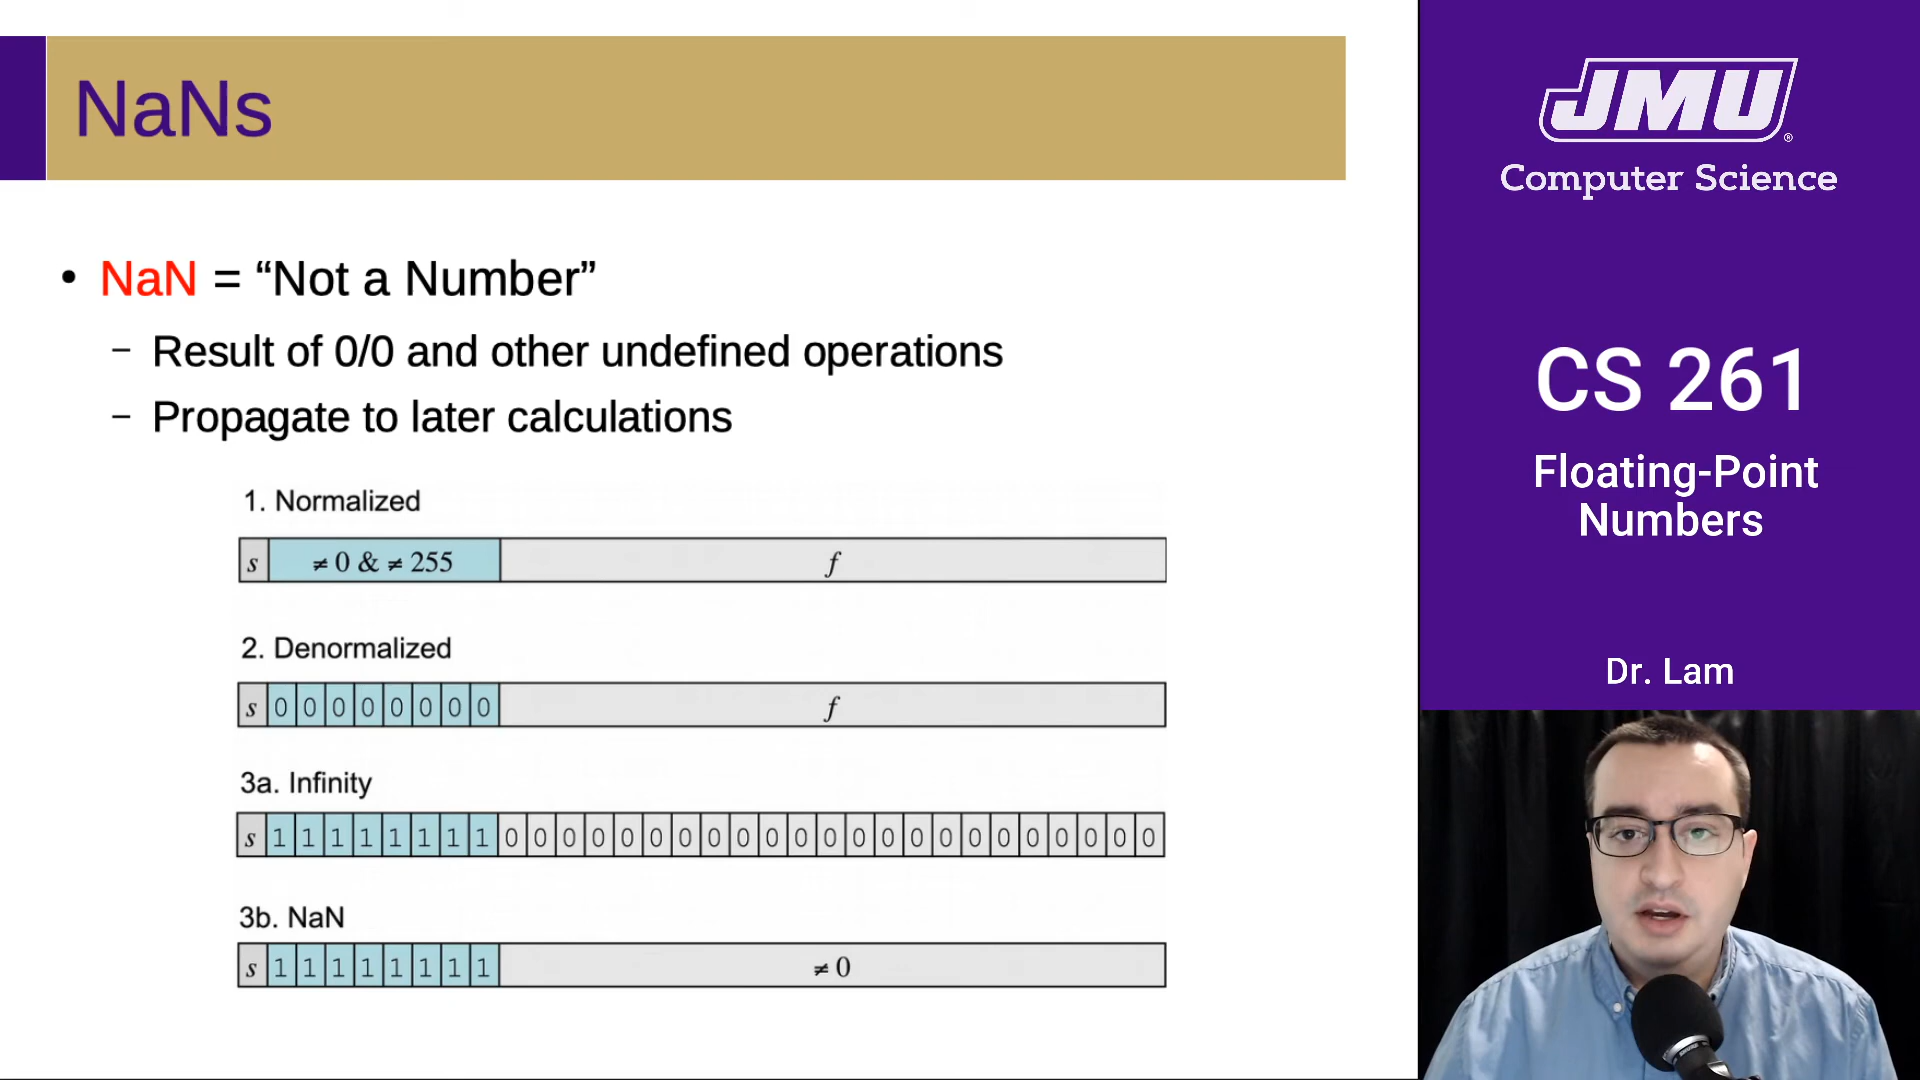 NaNs
• NaN = “Not a Number”
– Result of 0/0 and other undefined operations
– Propagate to later calculations
1. Normalized
s ≠ 0 & ≠ 255 f
2. Denormalized
s 0 0 0 0 0 0 0 0 f
3a. Infinity
s 1 1 1 1 1 1 1 1 0 0 0 0 0 0 0 0 0 0 0 0 0 0 0 0 0 0 0 0 0 0 0
3b. NaN
s 1 1 1 1 1 1 1 1 ≠ 0
JMU®
Computer Science
CS 261
Floating-Point
Numbers
Dr. Lam